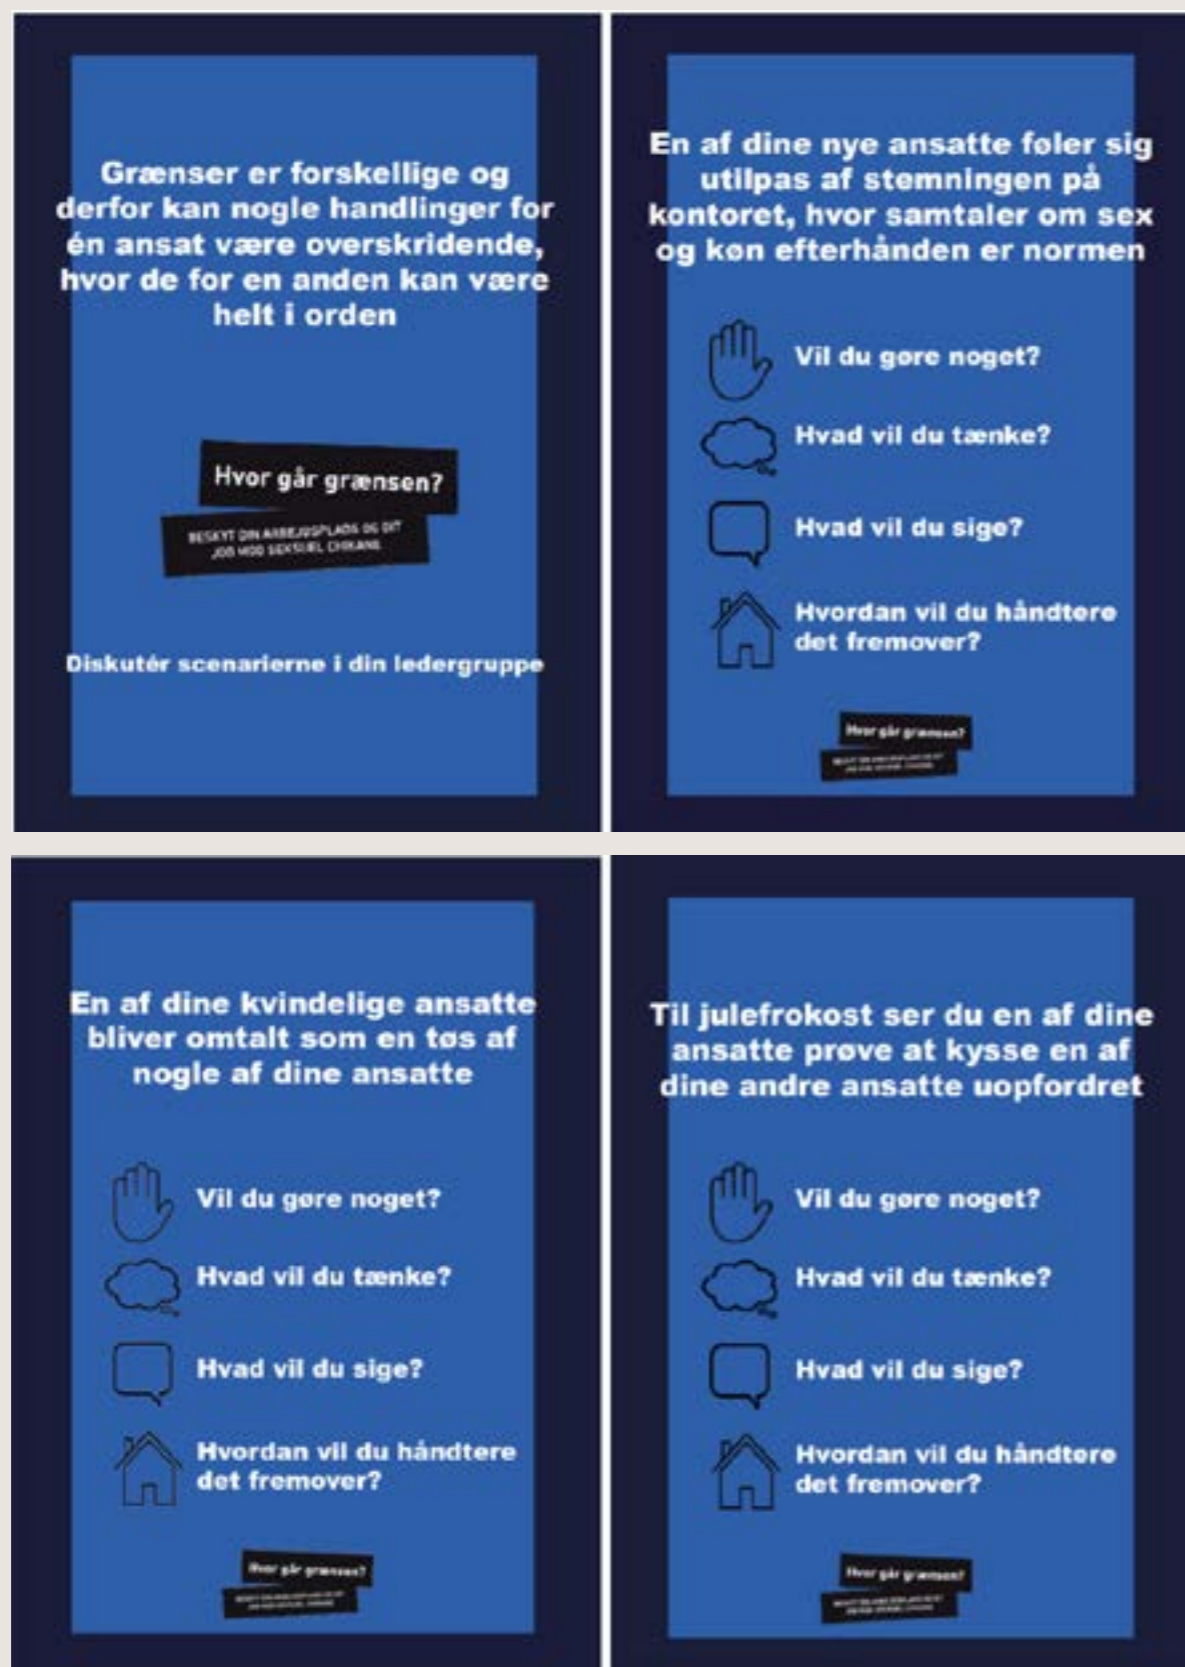 Grænser er forskellige og
derfor kan nogle handlinger for
én ansat være overskridende,
hvor de for en anden kan være
helt i orden
Hvor går grænsen?
BESKYT DIN ARBEJDSPLADS OG DIT
JOB MOD SEKSUEL CHIKANE
Diskutér scenarierne i din ledergruppe
En af dine nye ansatte føler sig
utilpas af stemningen på
kontoret, hvor samtaler om sex
og køn efterhånden er normen
Vil du gøre noget?
Hvad vil du tænke?
Hvad vil du sige?
Hvordan vil du håndtere
det fremover?
Hvor går grænsen?
En af dine kvindelige ansatte
bliver omtalt som en tøs af
nogle af dine ansatte
Vil du gøre noget?
Hvad vil du tænke?
Hvad vil du sige?
Hvordan vil du håndtere
det fremover?
Hvor går grænsen?
Til julefrokost ser du en af dine
ansatte prøve at kysse en af
dine andre ansatte uopfordret
Vil du gøre noget?
Hvad vil du tænke?
Hvad vil du sige?
Hvordan vil du håndtere
det fremover?
Hvor går grænsen?